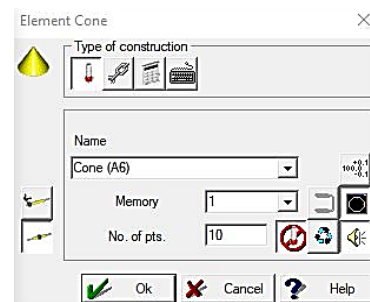 Element Cone
Type of construction
Name
Cone (A6)
Memory 1
No. of pts. 10
Ok Cancel ? Help